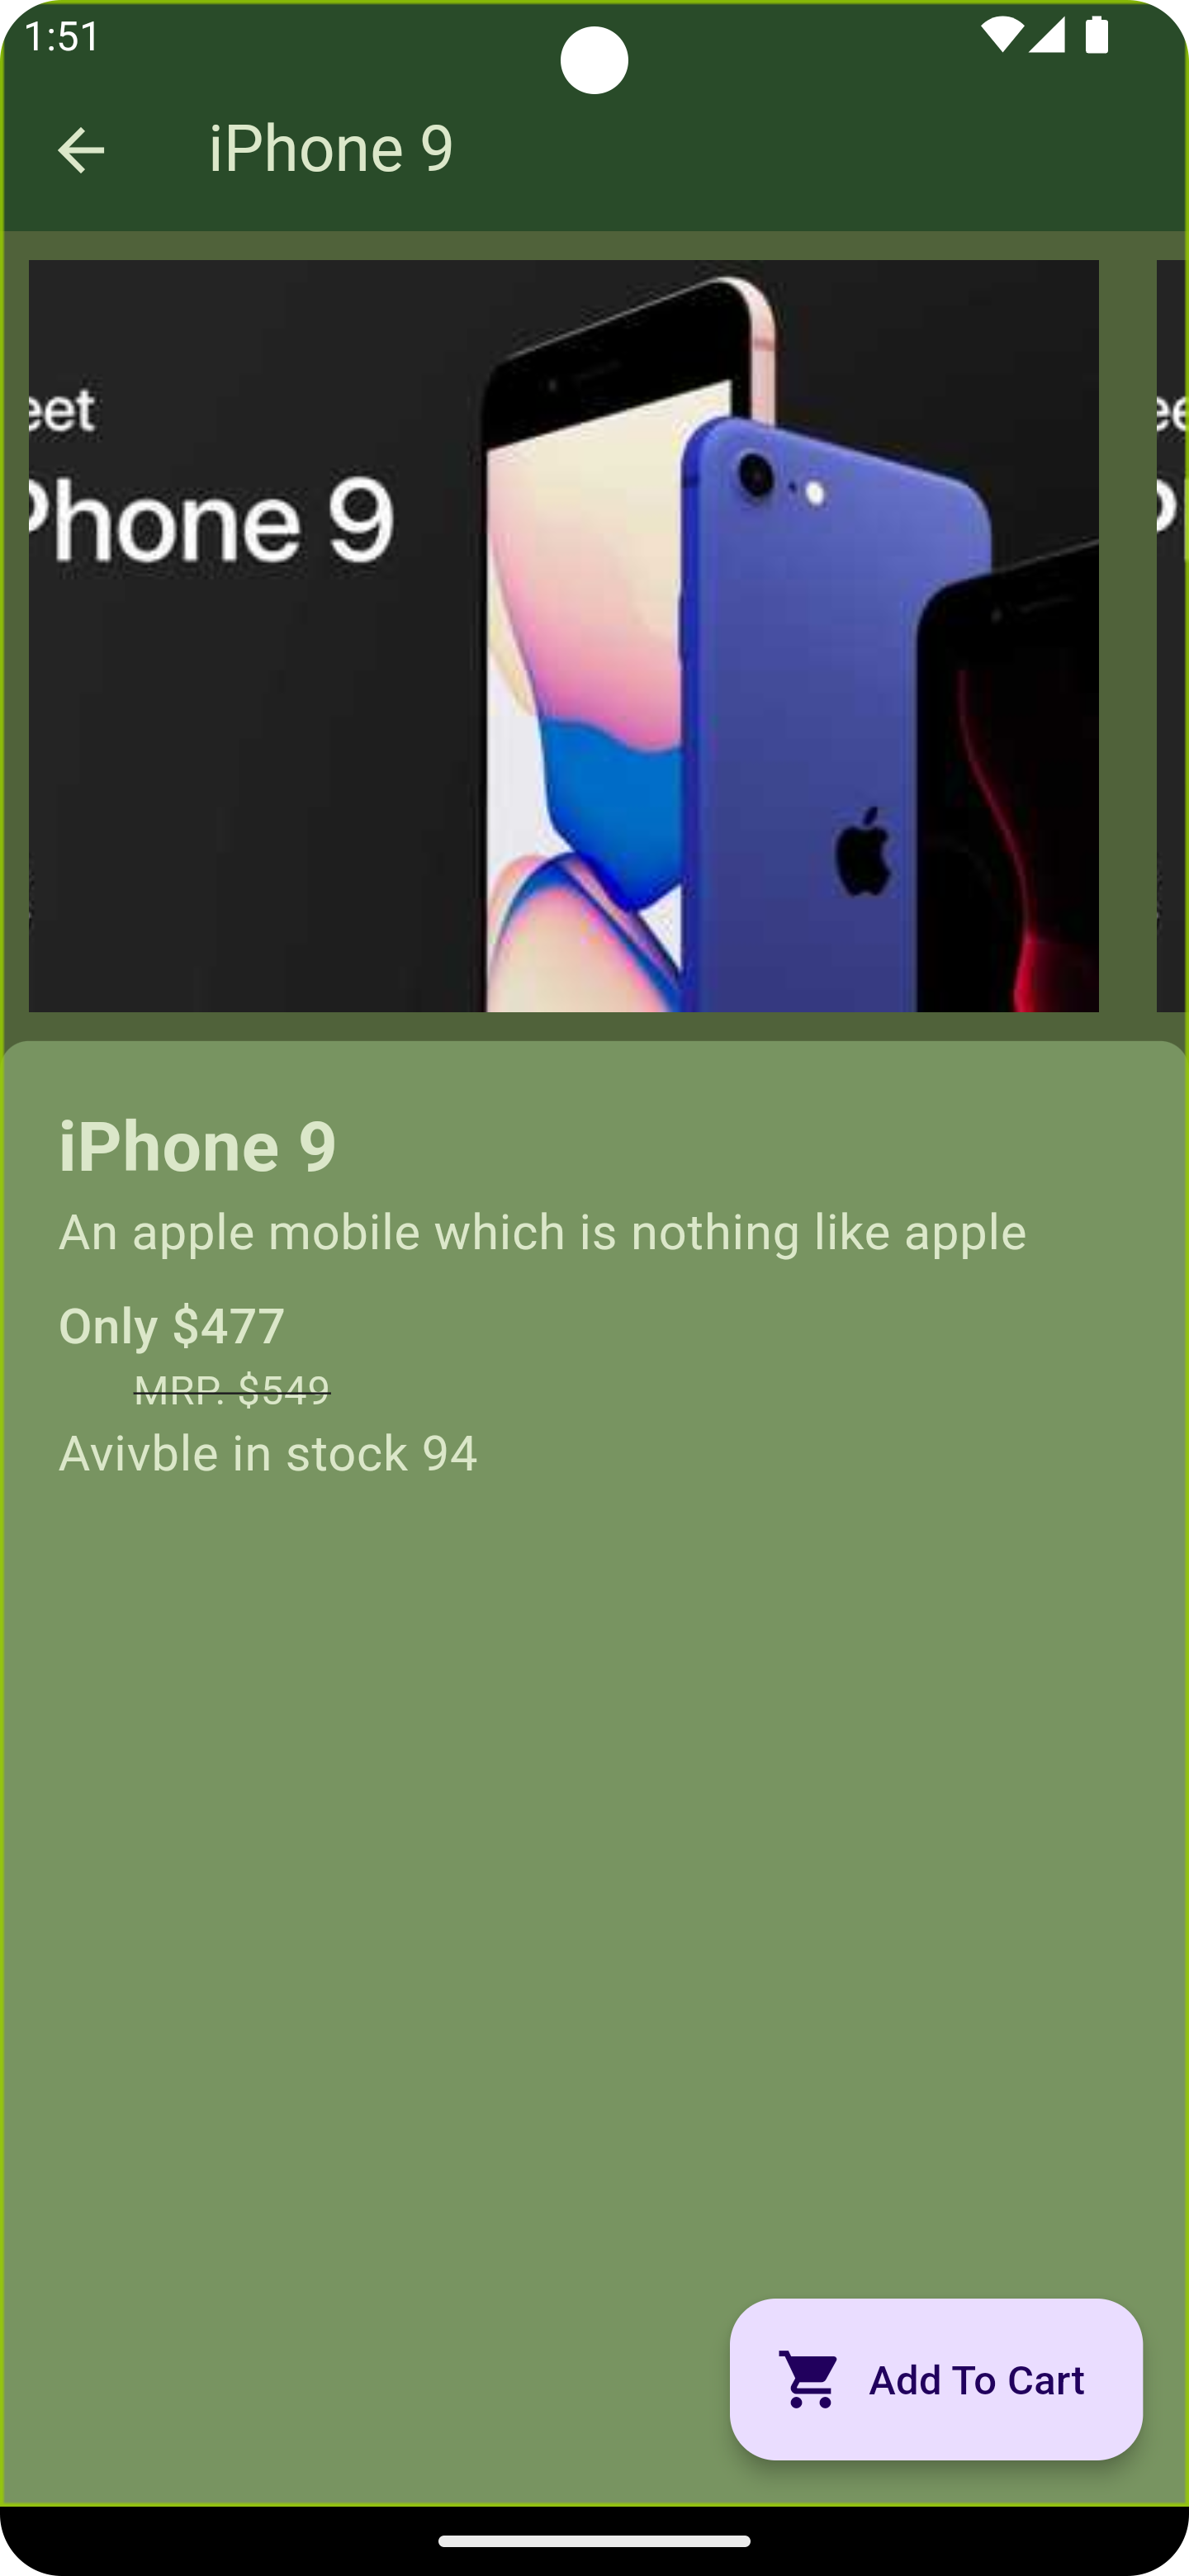 1:51
iPhone 9
eet
Phone 9
iPhone 9
An apple mobile which is nothing like apple
Only $477
MRP. $549
Avivble in stock 94
Add To Cart